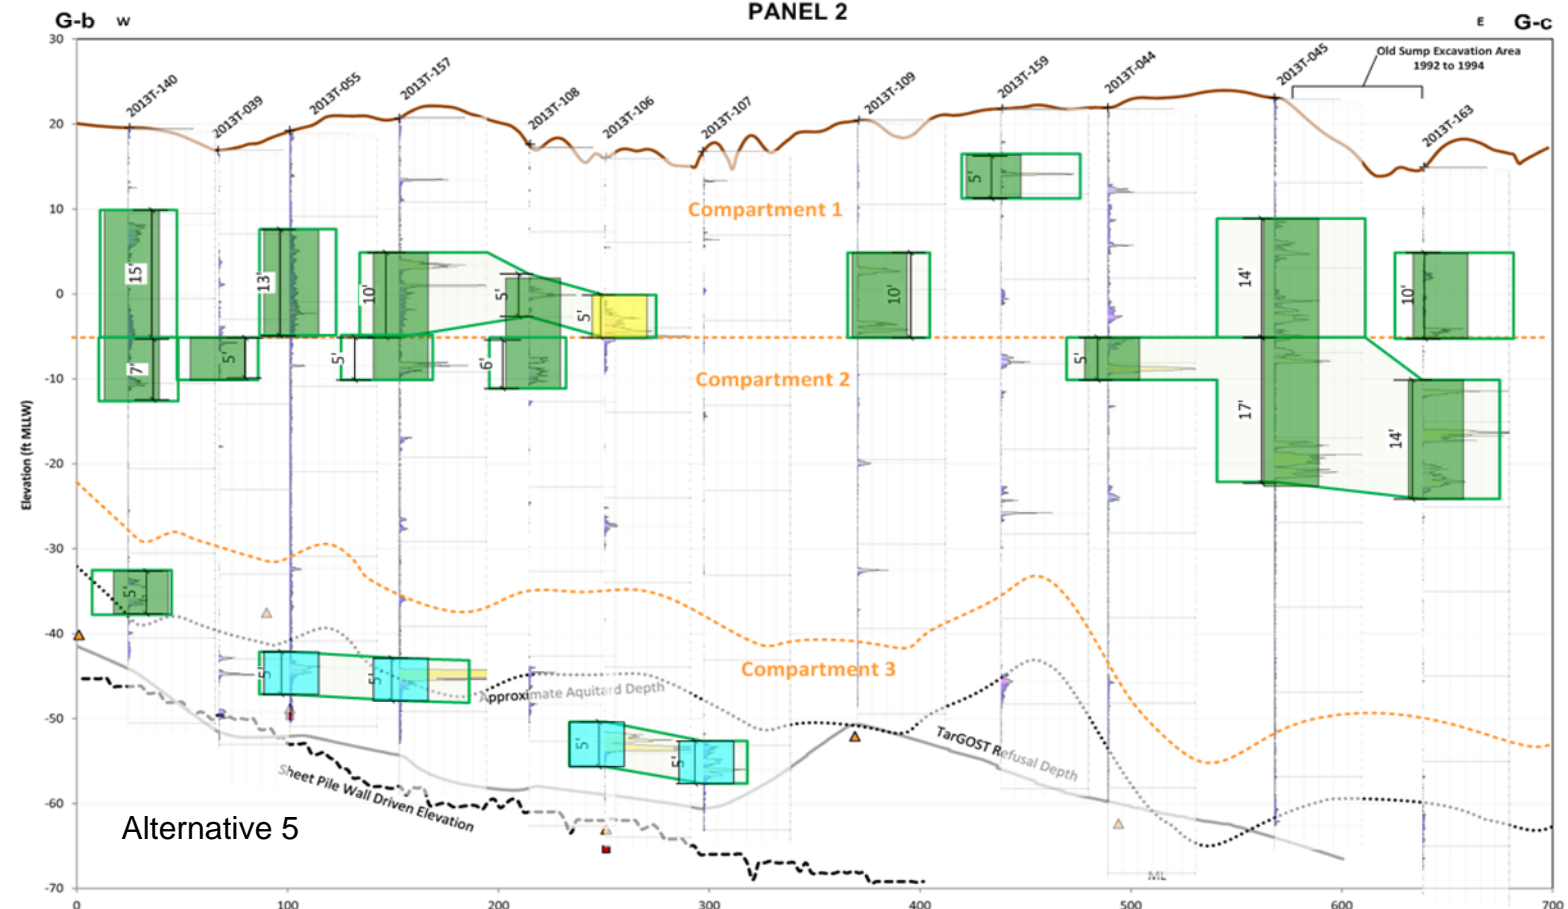 PANEL 2
G-b W
E G-c
30
20
10
0
-10
-20
-30
-40
-50
-60
-70
Elevation (ft MLLW)
2013T-140
2013T-039
2013T-055
2013T-157
2013T-108
2013T-106
2013T-107
2013T-109
2013T-159
2013T-044
2013T-045
2013T-163
Old Sump Excavation Area
1992 to 1994
Compartment 1
Compartment 2
Compartment 3
15'
7'
5'
13'
10'
5'
5'
5'
6'
10'
5'
5'
14'
17'
10'
14'
5'
5'
5'
5'
5'
Approximate Aquitard Depth
TarGOST Refusal Depth
Sheet Pile Wall Driven Elevation
Alternative 5
ML
0
100
200
300
400
500
600
700